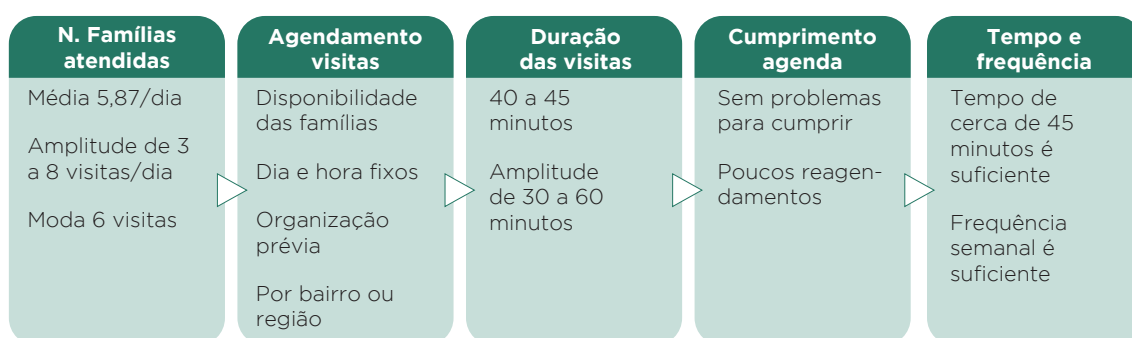 N. Famílias
atendidas
Média 5,87/dia
Amplitude de 3
a 8 visitas/dia
Moda 6 visitas
Agendamento
visitas
Disponibilidade
das famílias
Dia e hora fixos
Organização
prévia
Por bairro ou
região
Duração
das visitas
40 a 45
minutos
Amplitude
de 30 a 60
minutos
Cumprimento
agenda
Sem problemas
para cumprir
Poucos reagen-
damentos
Tempo e
frequência
Tempo de
cerca de 45
minutos é
suficiente
Frequência
semanal é
suficiente